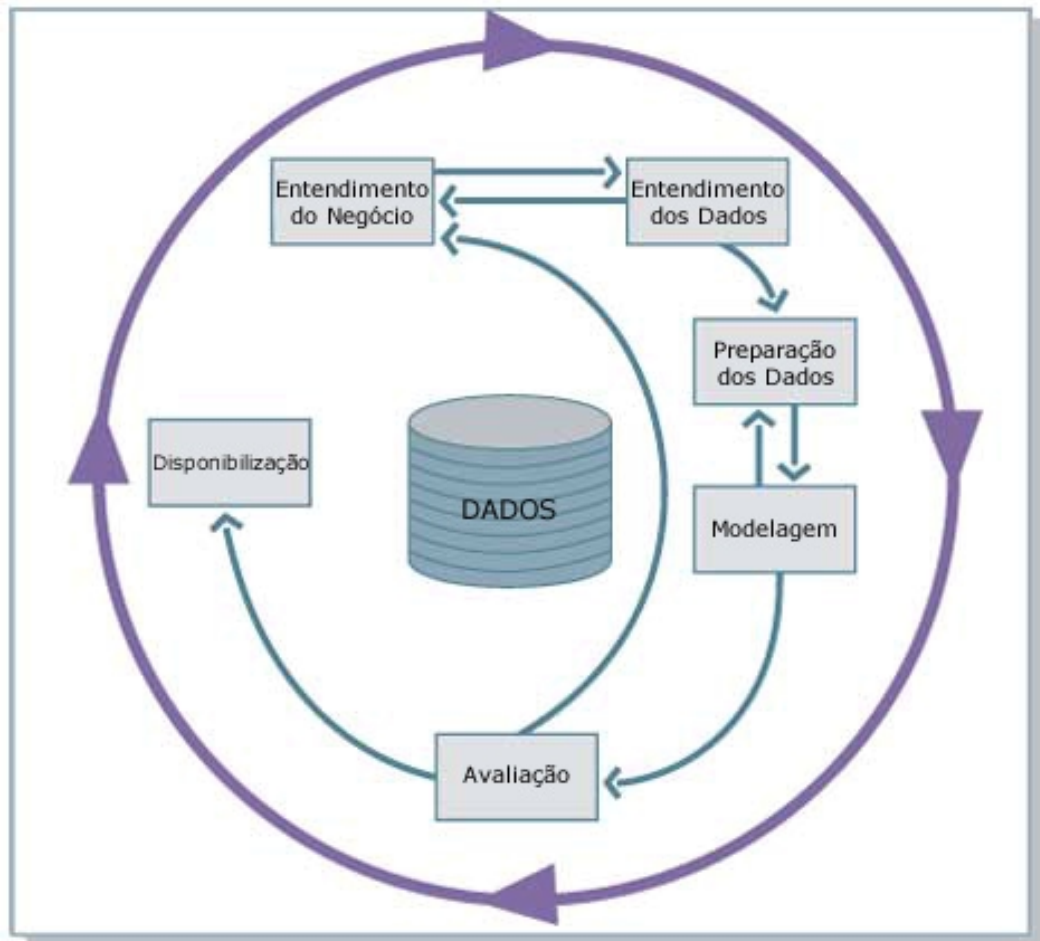 Entendimento
do Negócio
Entendimento
dos Dados
Preparação
dos Dados
Disponibilização
DADOS
Modelagem
Avaliação